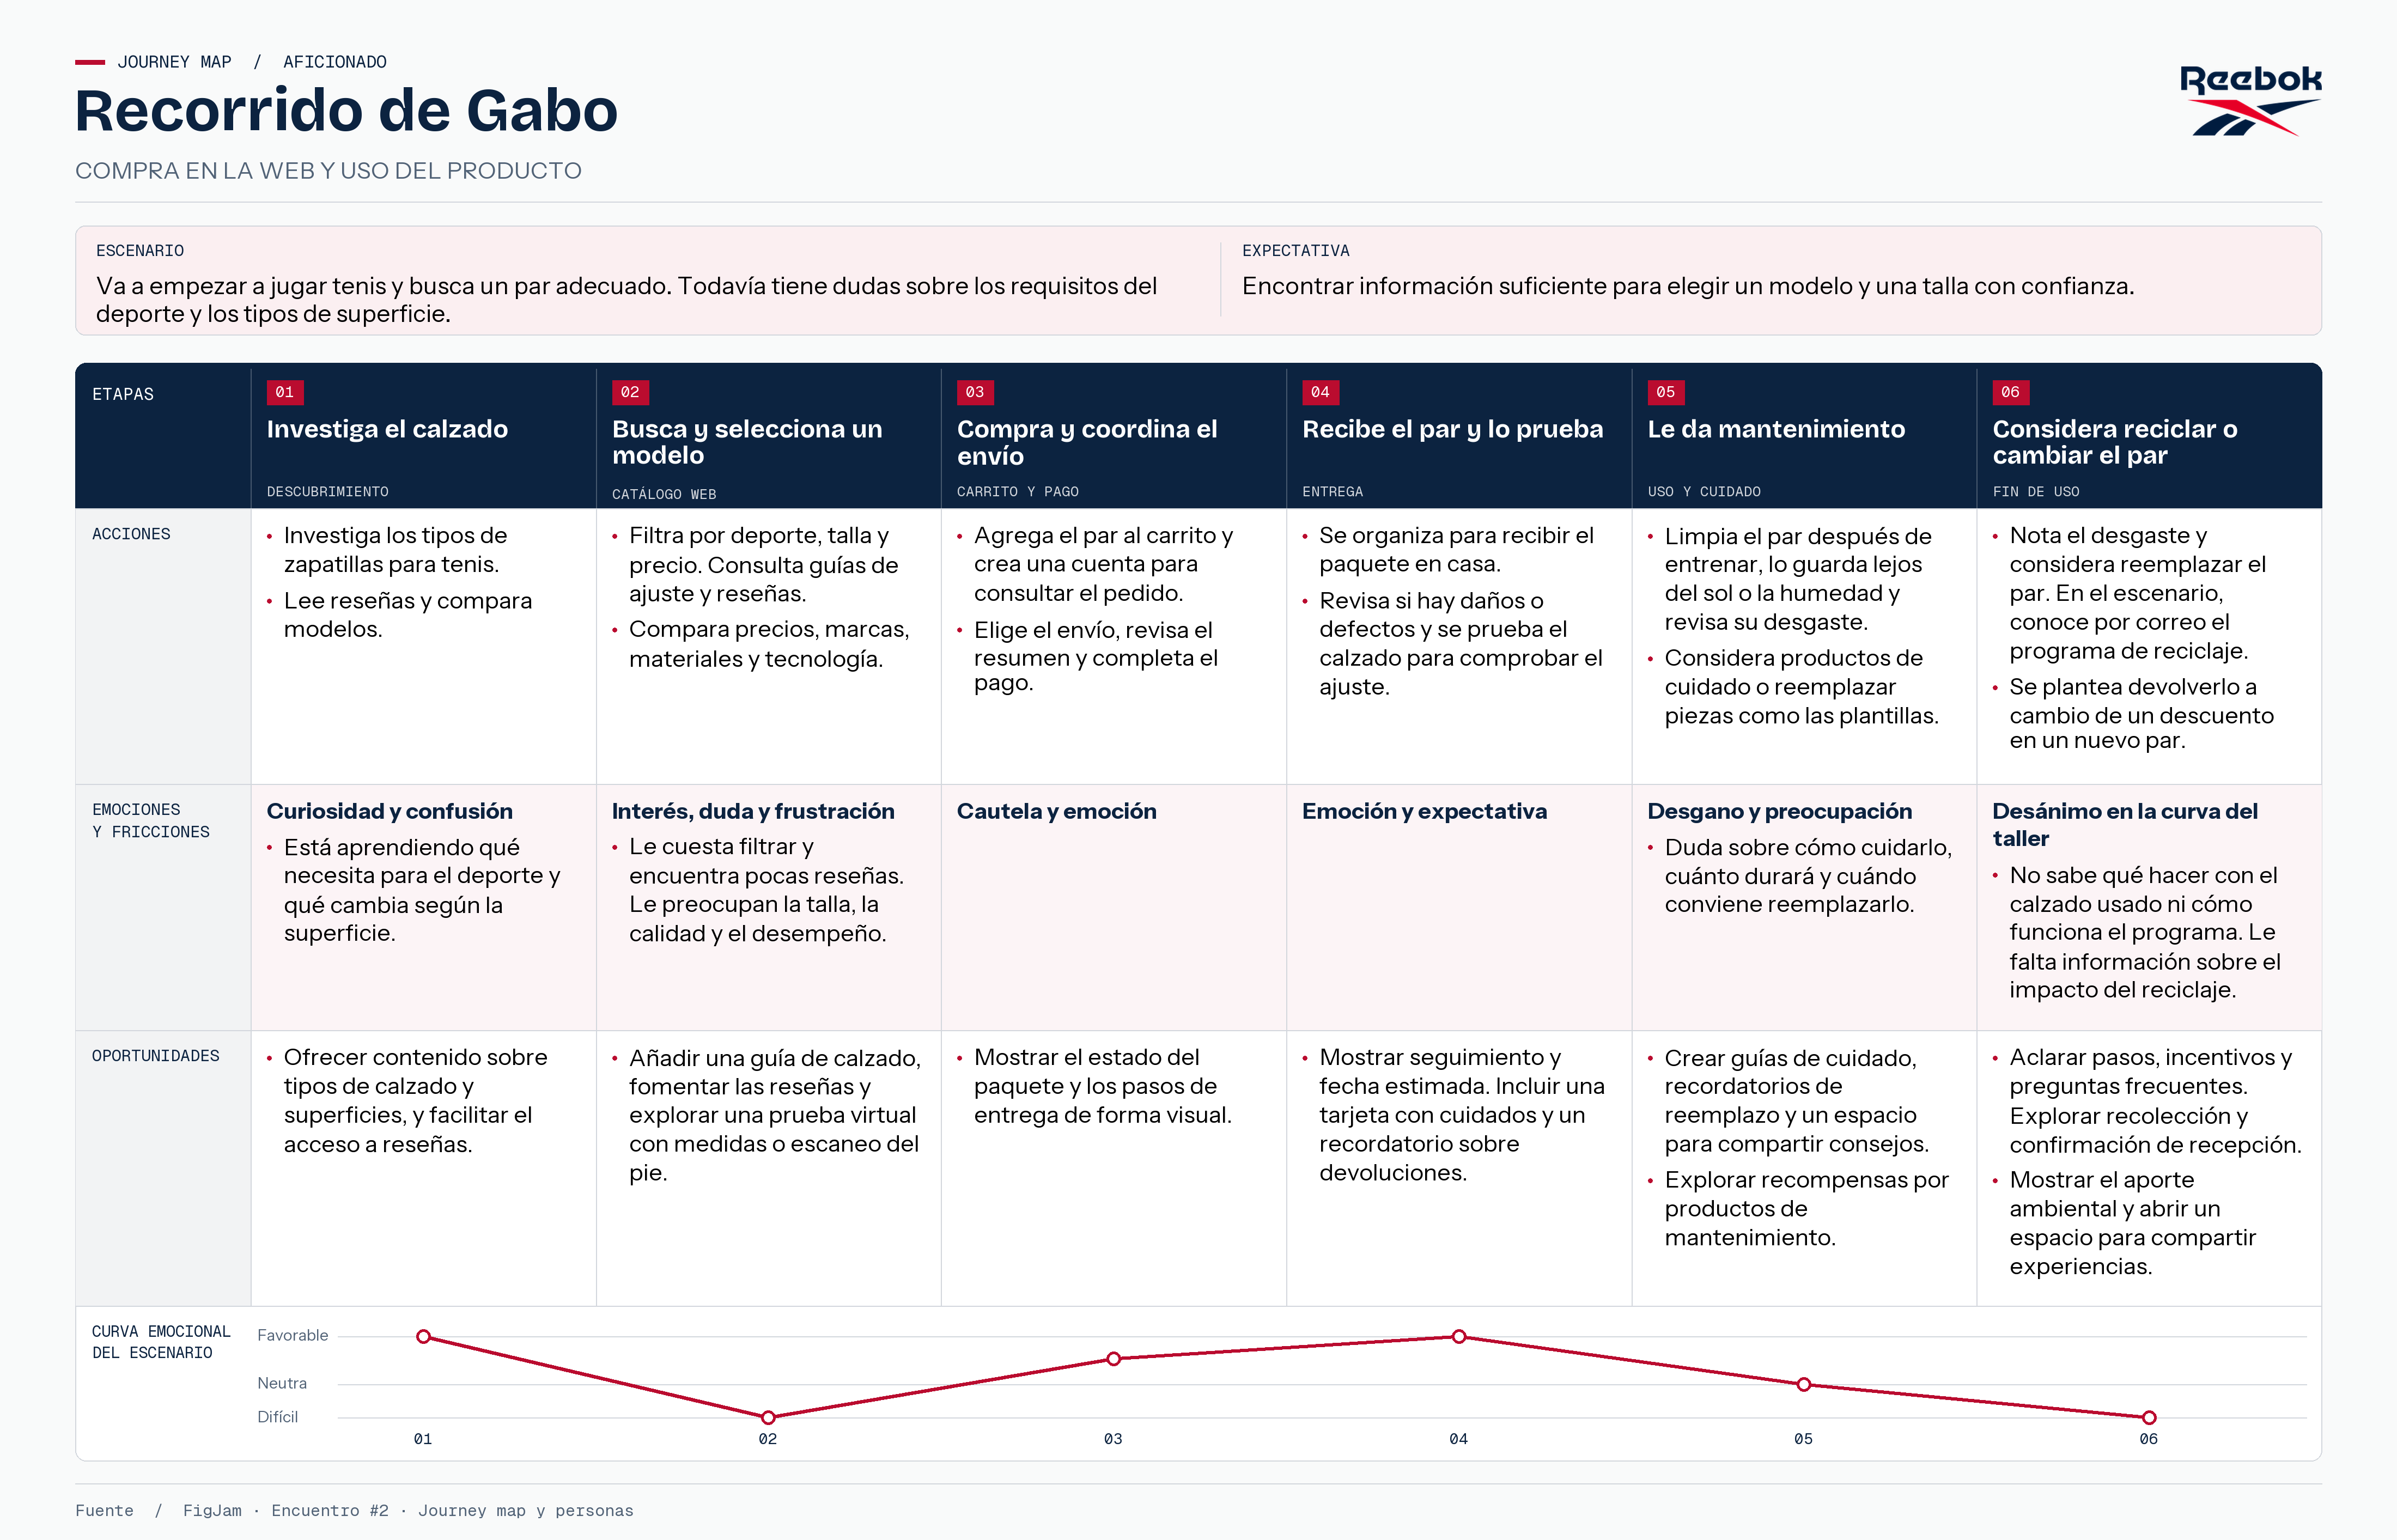 JOURNEY MAP / AFICIONADO
Recorrido de Gabo
COMPRA EN LA WEB Y USO DEL PRODUCTO
Reebok
ESCENARIO
Va a empezar a jugar tenis y busca un par adecuado. Todavía tiene dudas sobre los requisitos del
deporte y los tipos de superficie.
EXPECTATIVA
Encontrar información suficiente para elegir un modelo y una talla con confianza.
ETAPAS
01
Investiga el calzado
DESCUBRIMIENTO
02
Busca y selecciona un
modelo
CATÁLOGO WEB
03
Compra y coordina el
envío
CARRITO Y PAGO
04
Recibe el par y lo prueba
ENTREGA
05
Le da mantenimiento
USO Y CUIDADO
06
Considera reciclar o
cambiar el par
FIN DE USO
ACCIONES
• Investiga los tipos de
zapatillas para tenis.
• Lee reseñas y compara
modelos.
• Filtra por deporte, talla y
precio. Consulta guías de
ajuste y reseñas.
• Compara precios, marcas,
materiales y tecnología.
• Agrega el par al carrito y
crea una cuenta para
consultar el pedido.
• Elige el envío, revisa el
resumen y completa el
pago.
• Se organiza para recibir el
paquete en casa.
• Revisa si hay daños o
defectos y se prueba el
calzado para comprobar el
ajuste.
• Limpia el par después de
entrenar, lo guarda lejos
del sol o la humedad y
revisa su desgaste.
• Considera productos de
cuidado o reemplazar
piezas como las plantillas.
• Nota el desgaste y
considera reemplazar el
par. En el escenario,
conoce por correo el
programa de reciclaje.
• Se plantea devolverlo a
cambio de un descuento
en un nuevo par.
EMOCIONES
Y FRICCIONES
Curiosidad y confusión
• Está aprendiendo qué
necesita para el deporte y
qué cambia según la
superficie.
Interés, duda y frustración
• Le cuesta filtrar y
encuentra pocas reseñas.
Le preocupan la talla, la
calidad y el desempeño.
Cautela y emoción
Emoción y expectativa
Desgano y preocupación
• Duda sobre cómo cuidarlo,
cuánto durará y cuándo
conviene reemplazarlo.
Desánimo en la curva del
taller
• No sabe qué hacer con el
calzado usado ni cómo
funciona el programa. Le
falta información sobre el
impacto del reciclaje.
OPORTUNIDADES
• Ofrecer contenido sobre
tipos de calzado y
superficies, y facilitar el
acceso a reseñas.
• Añadir una guía de calzado,
fomentar las reseñas y
explorar una prueba virtual
con medidas o escaneo del
pie.
• Mostrar el estado del
paquete y los pasos de
entrega de forma visual.
• Mostrar seguimiento y
fecha estimada. Incluir una
tarjeta con cuidados y un
recordatorio sobre
devoluciones.
• Crear guías de cuidado,
recordatorios de
reemplazo y un espacio
para compartir consejos.
• Explorar recompensas por
productos de
mantenimiento.
• Aclarar pasos, incentivos y
preguntas frecuentes.
Explorar recolección y
confirmación de recepción.
• Mostrar el aporte
ambiental y abrir un
espacio para compartir
experiencias.
CURVA EMOCIONAL
DEL ESCENARIO
Favorable
Neutra
Difícil
01 02 03 04 05 06
Fuente / FigJam · Encuentro #2 · Journey map y personas